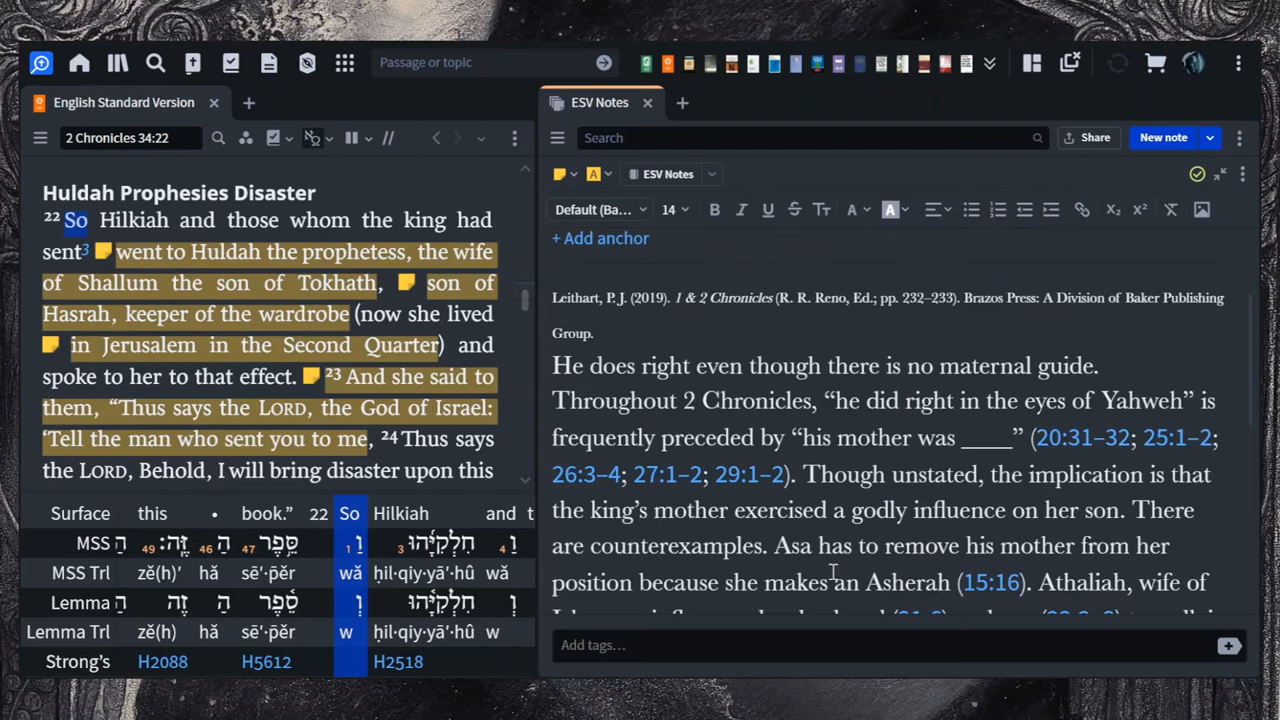 Passage or topic
English Standard Version
2 Chronicles 34:22
Huldah Prophesies Disaster
22 So Hilkiah and those whom the king had
sent3 went to Huldah the prophetess, the wife
of Shallum the son of Tokhath, son of
Hasrah, keeper of the wardrobe (now she lived
in Jerusalem in the Second Quarter) and
spoke to her to that effect. 23 And she said to
them, “Thus says the LORD, the God of Israel:
‘Tell the man who sent you to me, 24 Thus says
the LORD, Behold, I will bring disaster upon this
Surface this • book.” 22 So Hilkiah and t
MSS הַ 49 זֶּֽה׃ 46 הַ 47 סֵּ֣פֶר 1 וַ 3 חִלְקִיָּ֜הוּ 4 וַ
MSS Trl zĕ(h)′ hă sē′·p̄ĕr wă ḥil·qiy·yā′·hû wă
Lemma הַ זֶה הַ סֵ֫פֶר וְ חִלְקִיָּ֫הוּ וְ
Lemma Trl zĕ(h) hă sē′·p̄ĕr w ḥil·qiy·yā′·hû w
Strong’s H2088 H5612 H2518
ESV Notes
Search
Share
New note
A ESV Notes
Default (Ba... 14 B I U S Tт A A X₂ X²
+ Add anchor
Leithart, P.J. (2019). 1 & 2 Chronicles (R. R. Reno, Ed.; pp. 232–233). Brazos Press: A Division of Baker Publishing
Group.
He does right even though there is no maternal guide.
Throughout 2 Chronicles, “he did right in the eyes of Yahweh” is
frequently preceded by “his mother was ____” (20:31–32; 25:1–2;
26:3–4; 27:1–2; 29:1–2). Though unstated, the implication is that
the king’s mother exercised a godly influence on her son. There
are counterexamples. Asa has to remove his mother from her
position because she makes an Asherah (15:16). Athaliah, wife of
Add tags...